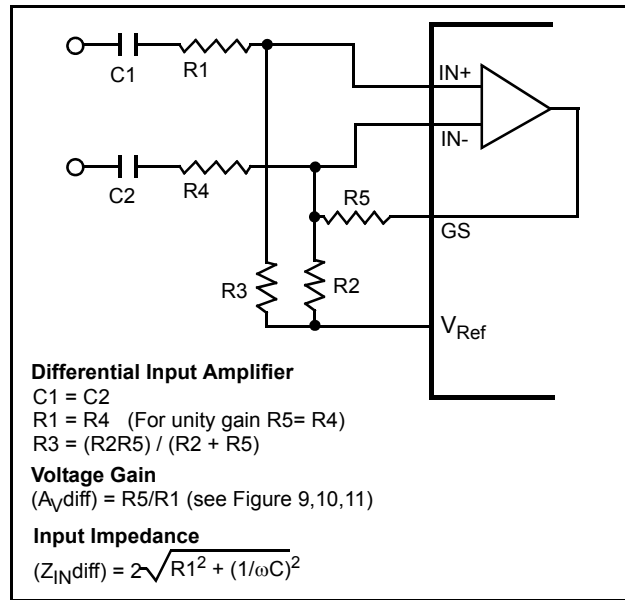 C1
R1
IN+
IN-
C2
R4
R5
GS
R3
R2
VRef
Differential Input Amplifier
C1 = C2
R1 = R4 (For unity gain R5= R4)
R3 = (R2R5) / (R2 + R5)
Voltage Gain
(AVdiff) = R5/R1 (see Figure 9,10,11)
Input Impedance
(ZINdiff) = 2√R1² + (1/ωC)²